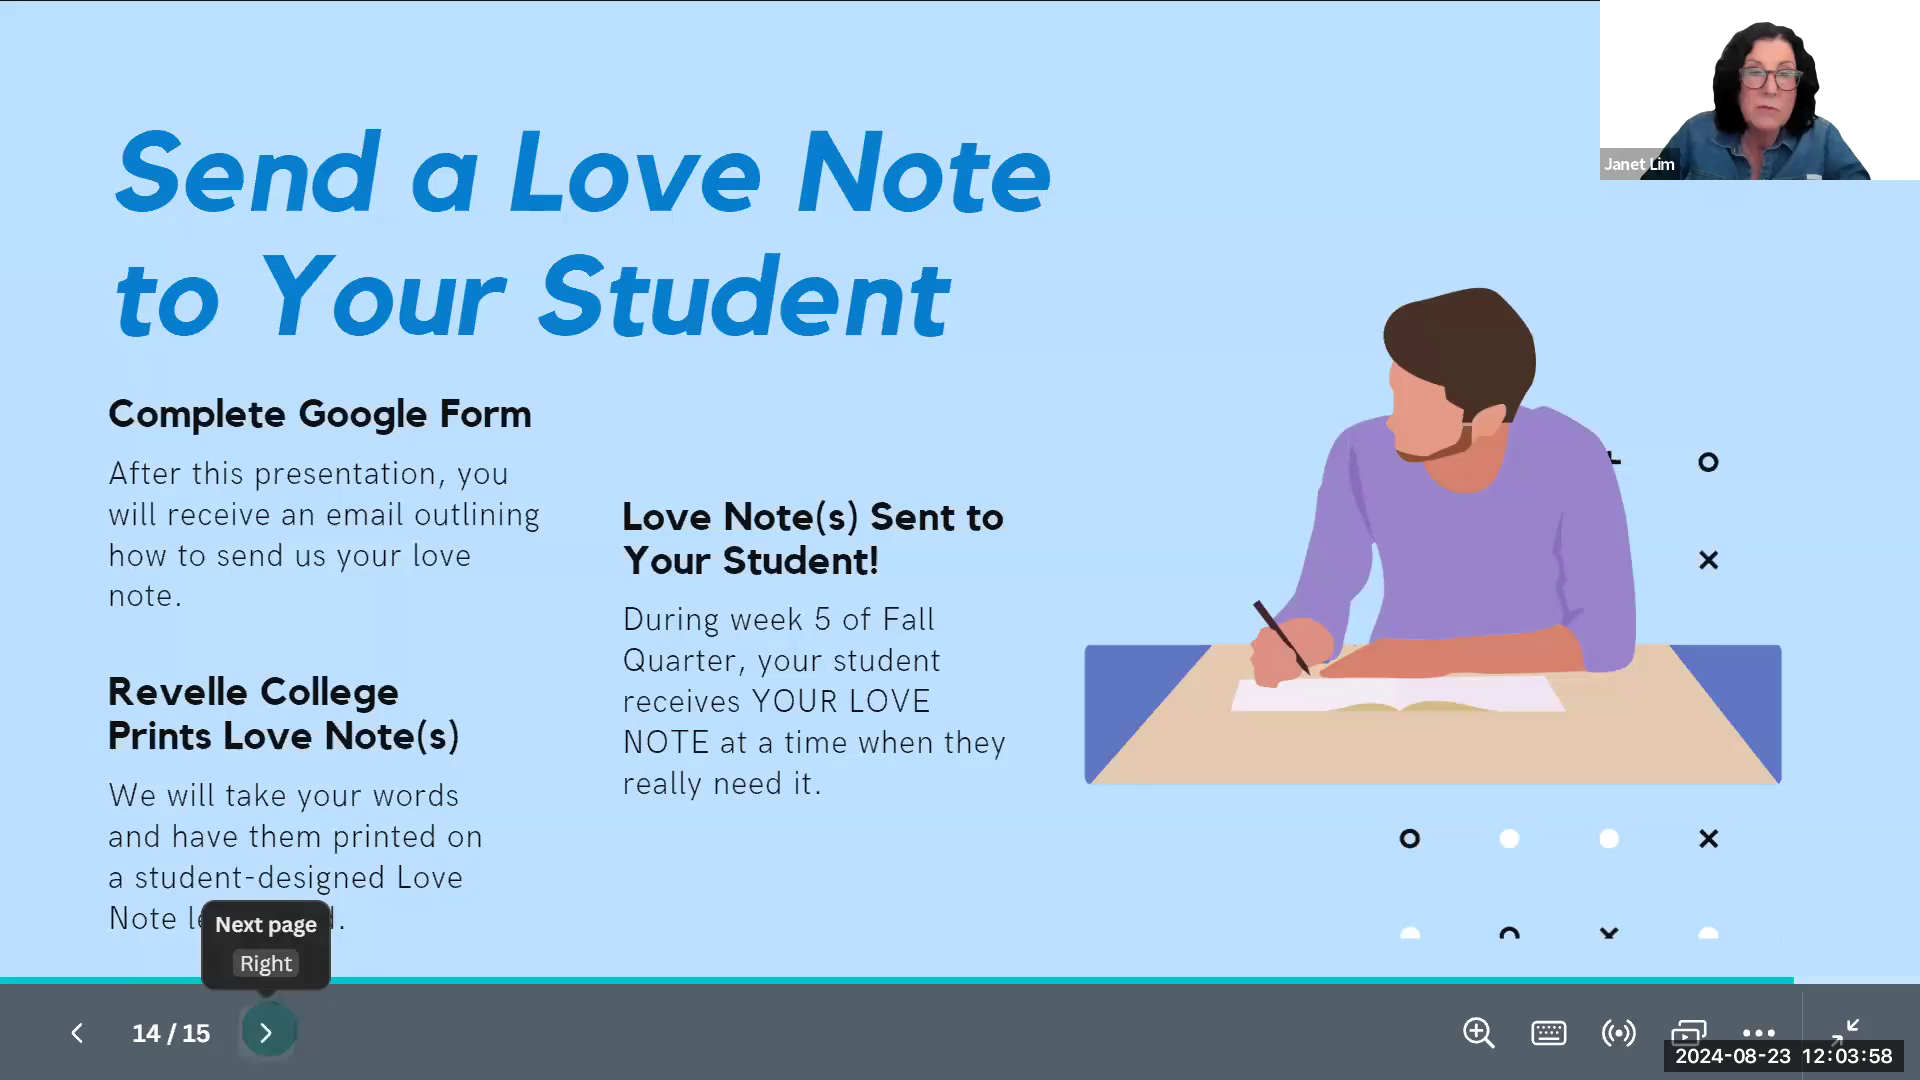 Send a Love Note
to Your Student
Janet Lim
Complete Google Form
After this presentation, you
will receive an email outlining
how to send us your love
note.
Revelle College
Prints Love Note(s)
We will take your words
and have them printed on
a student-designed Love
Note
Love Note(s) Sent to
Your Student!
During week 5 of Fall
Quarter, your student
receives YOUR LOVE
NOTE at a time when they
really need it.
Next page
Right
14 / 15
2024-08-23 12:03:58